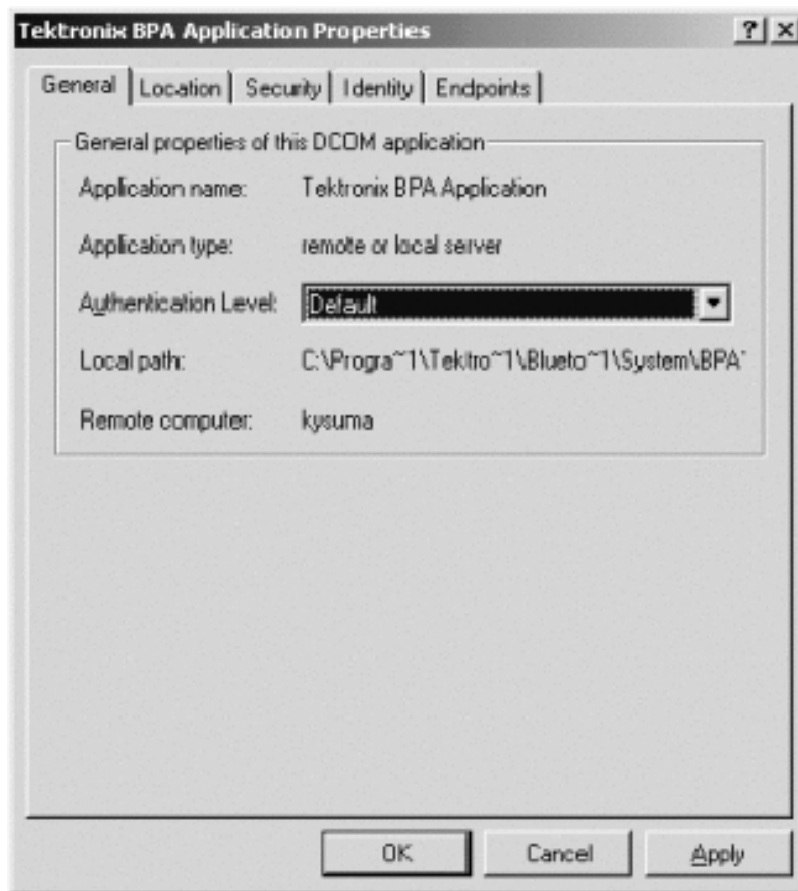 Tektronix BPA Application Properties
General Location Security Identity Endpoints
General properties of this DCOM application
Application name: Tektronix BPA Application
Application type: remote or local server
Authentication Level: Default
Local path: C:\Progra~1\Tektro~1\Blueto~1\System\BPA
Remote computer: kysuma
OK Cancel Apply